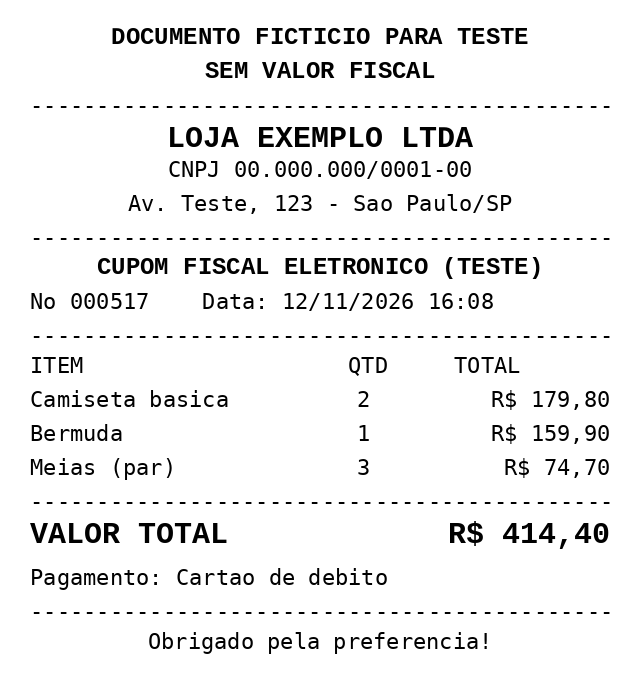 DOCUMENTO FICTICIO PARA TESTE
SEM VALOR FISCAL
--------------------------------------------
LOJA EXEMPLO LTDA
CNPJ 00.000.000/0001-00
Av. Teste, 123 - Sao Paulo/SP
--------------------------------------------
CUPOM FISCAL ELETRONICO (TESTE)
No 000517    Data: 12/11/2026 16:08
--------------------------------------------
ITEM QTD TOTAL
Camiseta basica 2 R$ 179,80
Bermuda 1 R$ 159,90
Meias (par) 3 R$ 74,70
--------------------------------------------
VALOR TOTAL R$ 414,40
Pagamento: Cartao de debito
--------------------------------------------
Obrigado pela preferencia!